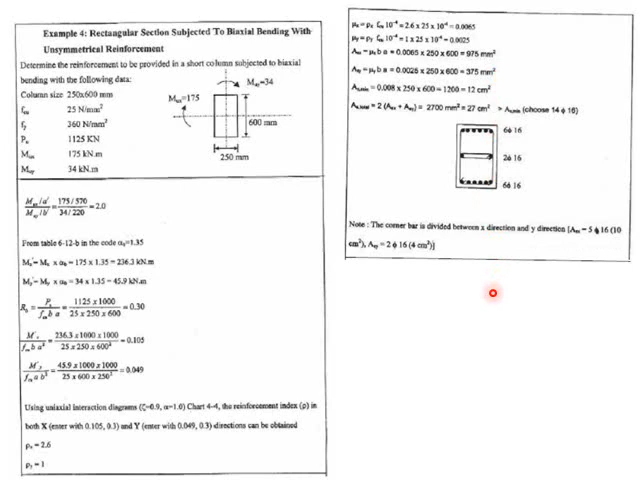 Example 4: Rectangular Section Subjected To Biaxial Bending With
Unsymmetrical Reinforcement
Determine the reinforcement to be provided in a short column subjected to biaxial
bending with the following data:
Column size 250x600 mm
fcu 25 N/mm²
fy 360 N/mm²
Pu 1125 KN
Mux 175 kN.m
Muy 34 kN.m
Muy=34
Mux=175
600 mm
250 mm
Mux/a' / Muy/b' = 175/570 / 34/220 = 2.0
From table 6-12-b in the code αb=1.35
Mx'= Mx x αb = 175 x 1.35 = 236.3 kN.m
My'= My x αb = 34 x 1.35 = 45.9 kN.m
Rb = Pu / fcu b a = 1125 x 1000 / 25 x 250 x 600 = 0.30
M'x / fcu b a² = 236.3 x 1000 x 1000 / 25 x 250 x 600² = 0.105
M'y / fcu a b² = 45.9 x 1000 x 1000 / 25 x 600 x 250² = 0.049
Using uniaxial interaction diagrams (ζ=0.9, α=1.0) Chart 4-4, the reinforcement index (ρ) in
both X (enter with 0.105, 0.3) and Y (enter with 0.049, 0.3) directions can be obtained
ρx = 2.6
ρy = 1
μx = ρx fcu 10⁻⁴ = 2.6 x 25 x 10⁻⁴ = 0.0065
μy = ρy fcu 10⁻⁴ = 1 x 25 x 10⁻⁴ = 0.0025
Asx = μx b a = 0.0065 x 250 x 600 = 975 mm²
Asy = μy b a = 0.0025 x 250 x 600 = 375 mm²
As,min = 0.008 x 250 x 600 = 1200 = 12 cm²
As,total = 2 (Asx + Asy) = 2700 mm² = 27 cm² > As,min (choose 14 ϕ 16)
6ϕ 16
2ϕ 16
6ϕ 16
Note : The corner bar is divided between x direction and y direction [Asx = 5 ϕ 16 (10
cm²), Asy = 2 ϕ 16 (4 cm²)]